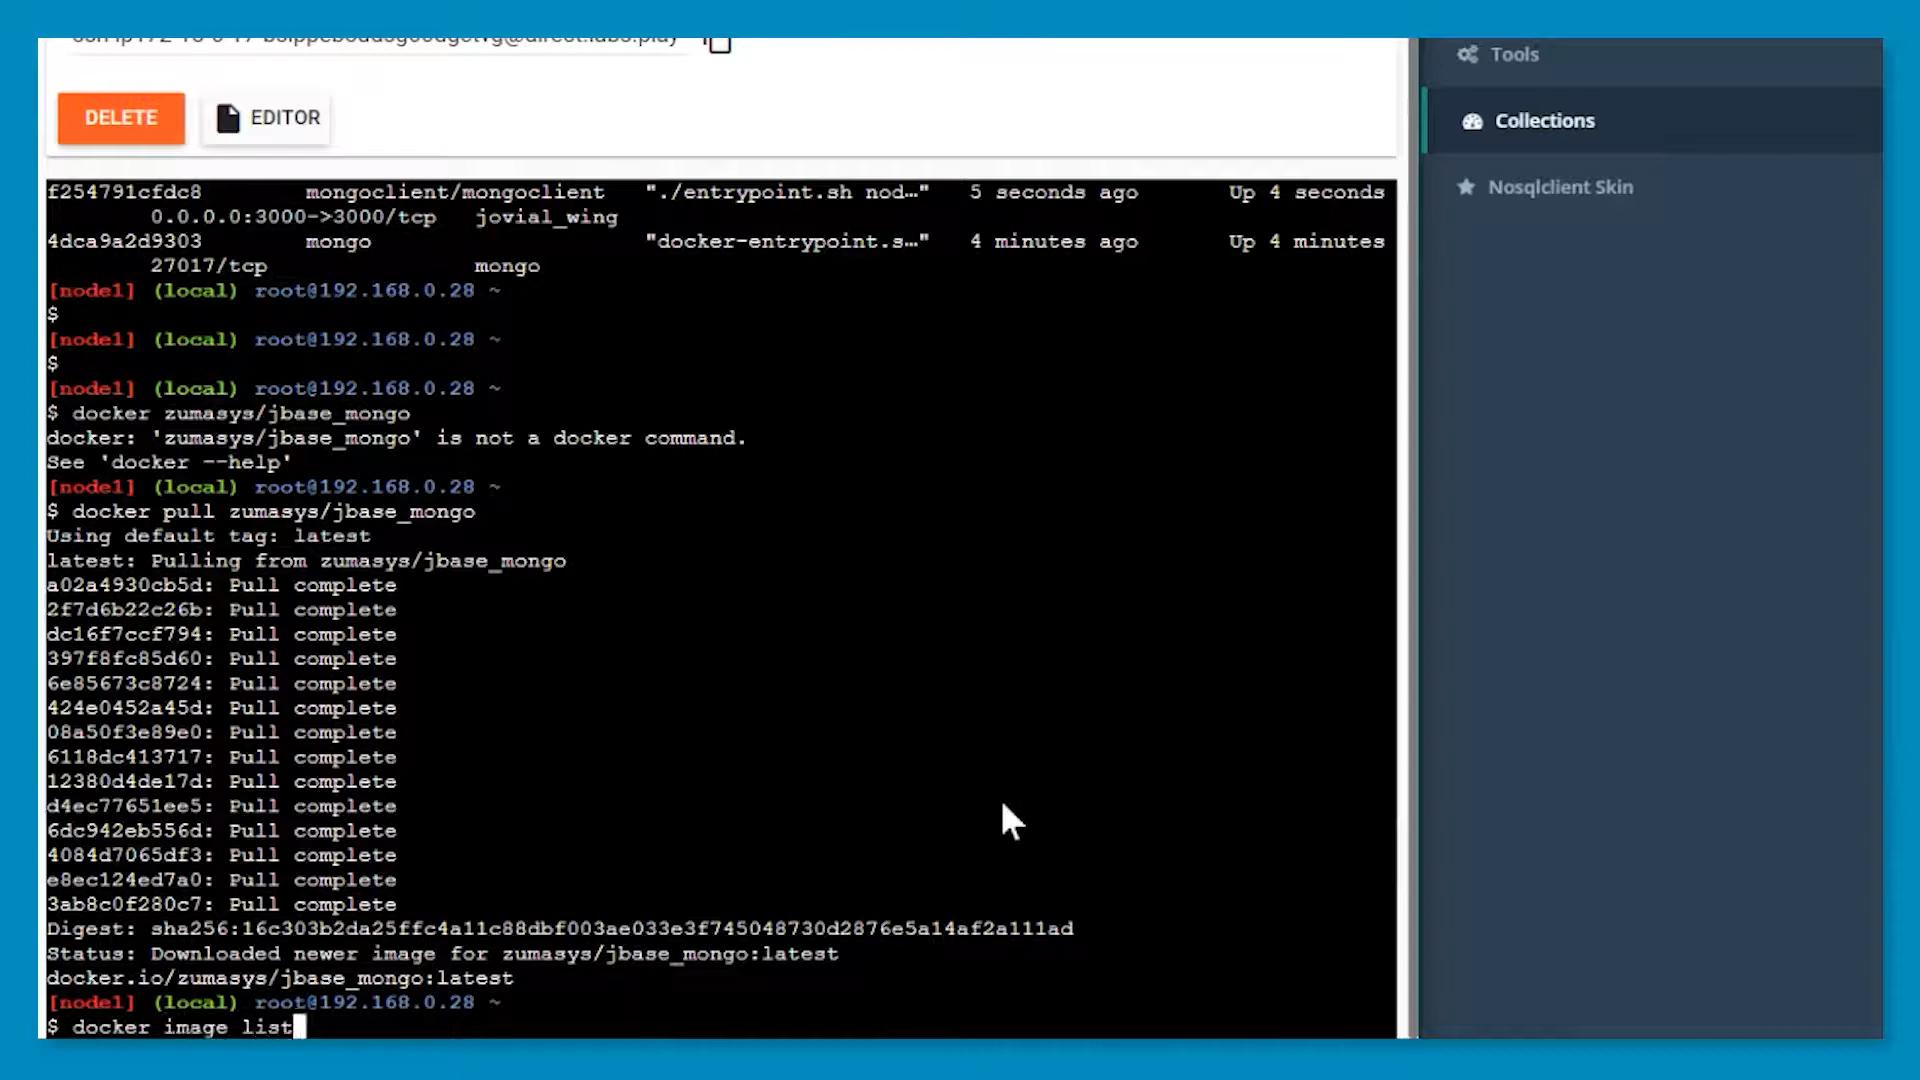 DELETE
EDITOR
f254791cfdc8 mongoclient/mongoclient "./entrypoint.sh nod…" 5 seconds ago Up 4 seconds
0.0.0.0:3000->3000/tcp jovial_wing
4dca9a2d9303 mongo "docker-entrypoint.s…" 4 minutes ago Up 4 minutes
27017/tcp mongo
[node1] (local) root@192.168.0.28 ~
$
[node1] (local) root@192.168.0.28 ~
$
[node1] (local) root@192.168.0.28 ~
$ docker zumasys/jbase_mongo
docker: 'zumasys/jbase_mongo' is not a docker command.
See 'docker --help'
[node1] (local) root@192.168.0.28 ~
$ docker pull zumasys/jbase_mongo
Using default tag: latest
latest: Pulling from zumasys/jbase_mongo
a02a4930cb5d: Pull complete
2f7d6b22c26b: Pull complete
dc16f7ccf794: Pull complete
397f8fc85d60: Pull complete
6e85673c8724: Pull complete
424e0452a45d: Pull complete
08a50f3e89e0: Pull complete
6118dc413717: Pull complete
12380d4de17d: Pull complete
d4ec77651ee5: Pull complete
6dc942eb556d: Pull complete
4084d7065df3: Pull complete
e8ec124ed7a0: Pull complete
3ab8c0f280c7: Pull complete
Digest: sha256:16c303b2da25ffc4a11c88dbf003ae033e3f745048730d2876e5a14af2a111ad
Status: Downloaded newer image for zumasys/jbase_mongo:latest
docker.io/zumasys/jbase_mongo:latest
[node1] (local) root@192.168.0.28 ~
$ docker image list
Tools
Collections
Nosqlclient Skin